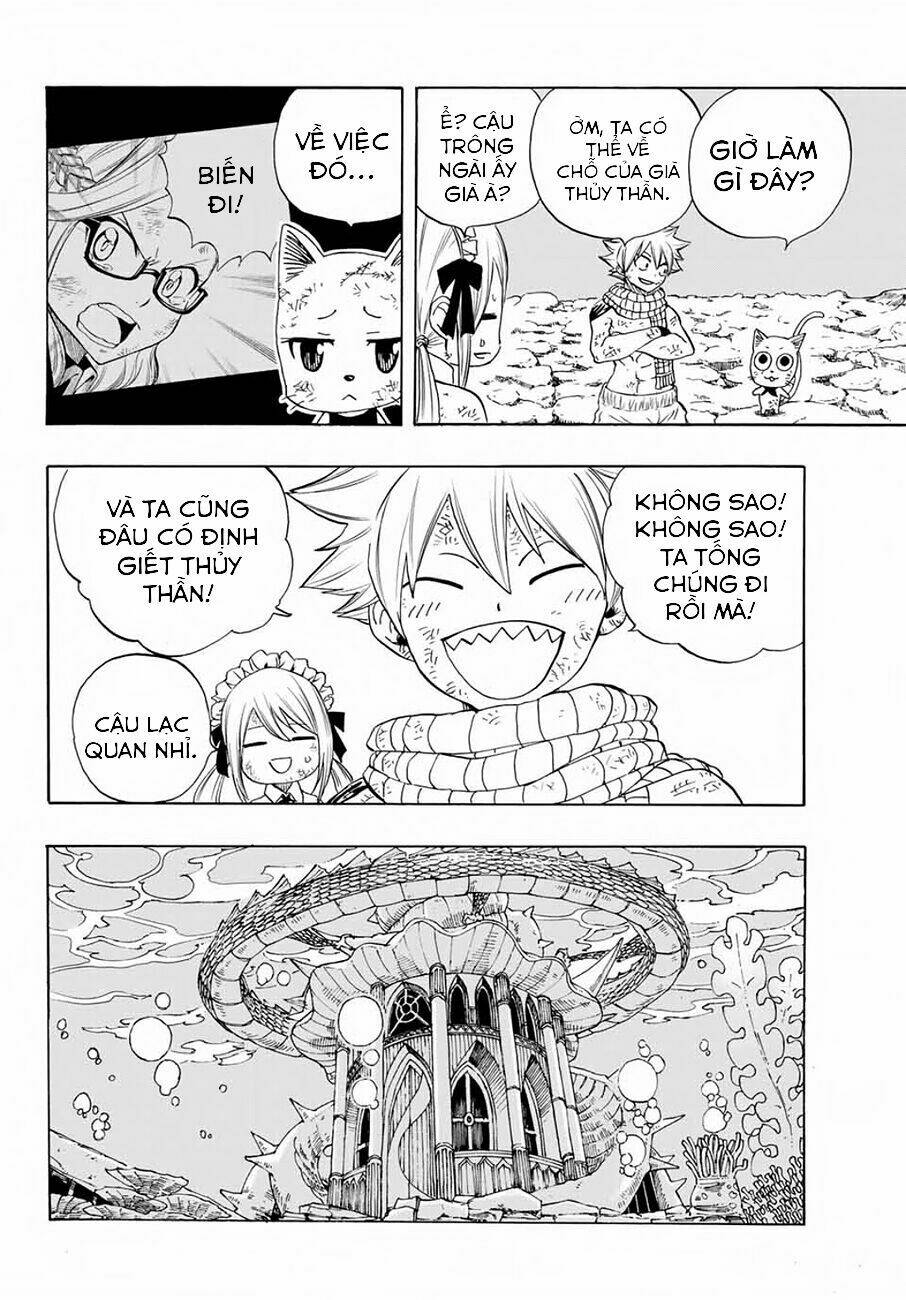 GIỜ LÀM
GÌ ĐÂY?
ỜM, TA CÓ
THỂ VỀ
CHỖ CỦA GIÀ
THỦY THẦN.
Ể? CẬU
TRÔNG
NGÀI ẤY
GIÀ À?
VỀ VIỆC
ĐÓ...
BIẾN
ĐI!
KHÔNG SAO!
KHÔNG SAO!
TA TỐNG
CHÚNG ĐI
RỒI MÀ!
VÀ TA CŨNG
ĐÂU CÓ ĐỊNH
GIẾT THỦY
THẦN!
CẬU LẠC
QUAN NHỈ.